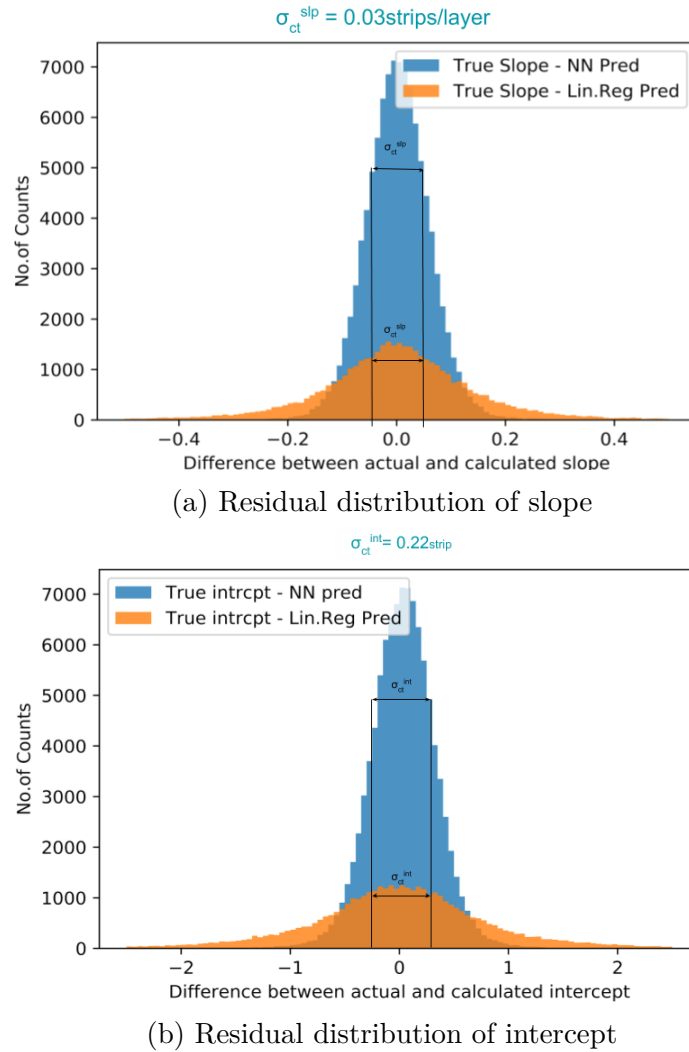 σct^slp = 0.03strips/layer
7000
6000
5000
4000
3000
2000
1000
0
No.of Counts
True Slope - NN Pred
True Slope - Lin.Reg Pred
σct^slp
σct^slp
−0.4 −0.2 0.0 0.2 0.4
Difference between actual and calculated slope
(a) Residual distribution of slope
σct^int = 0.22strip
7000
6000
5000
4000
3000
2000
1000
0
No.of Counts
True intrcpt - NN pred
True intrcpt - Lin.Reg Pred
σct^int
σct^int
−2 −1 0 1 2
Difference between actual and calculated intercept
(b) Residual distribution of intercept